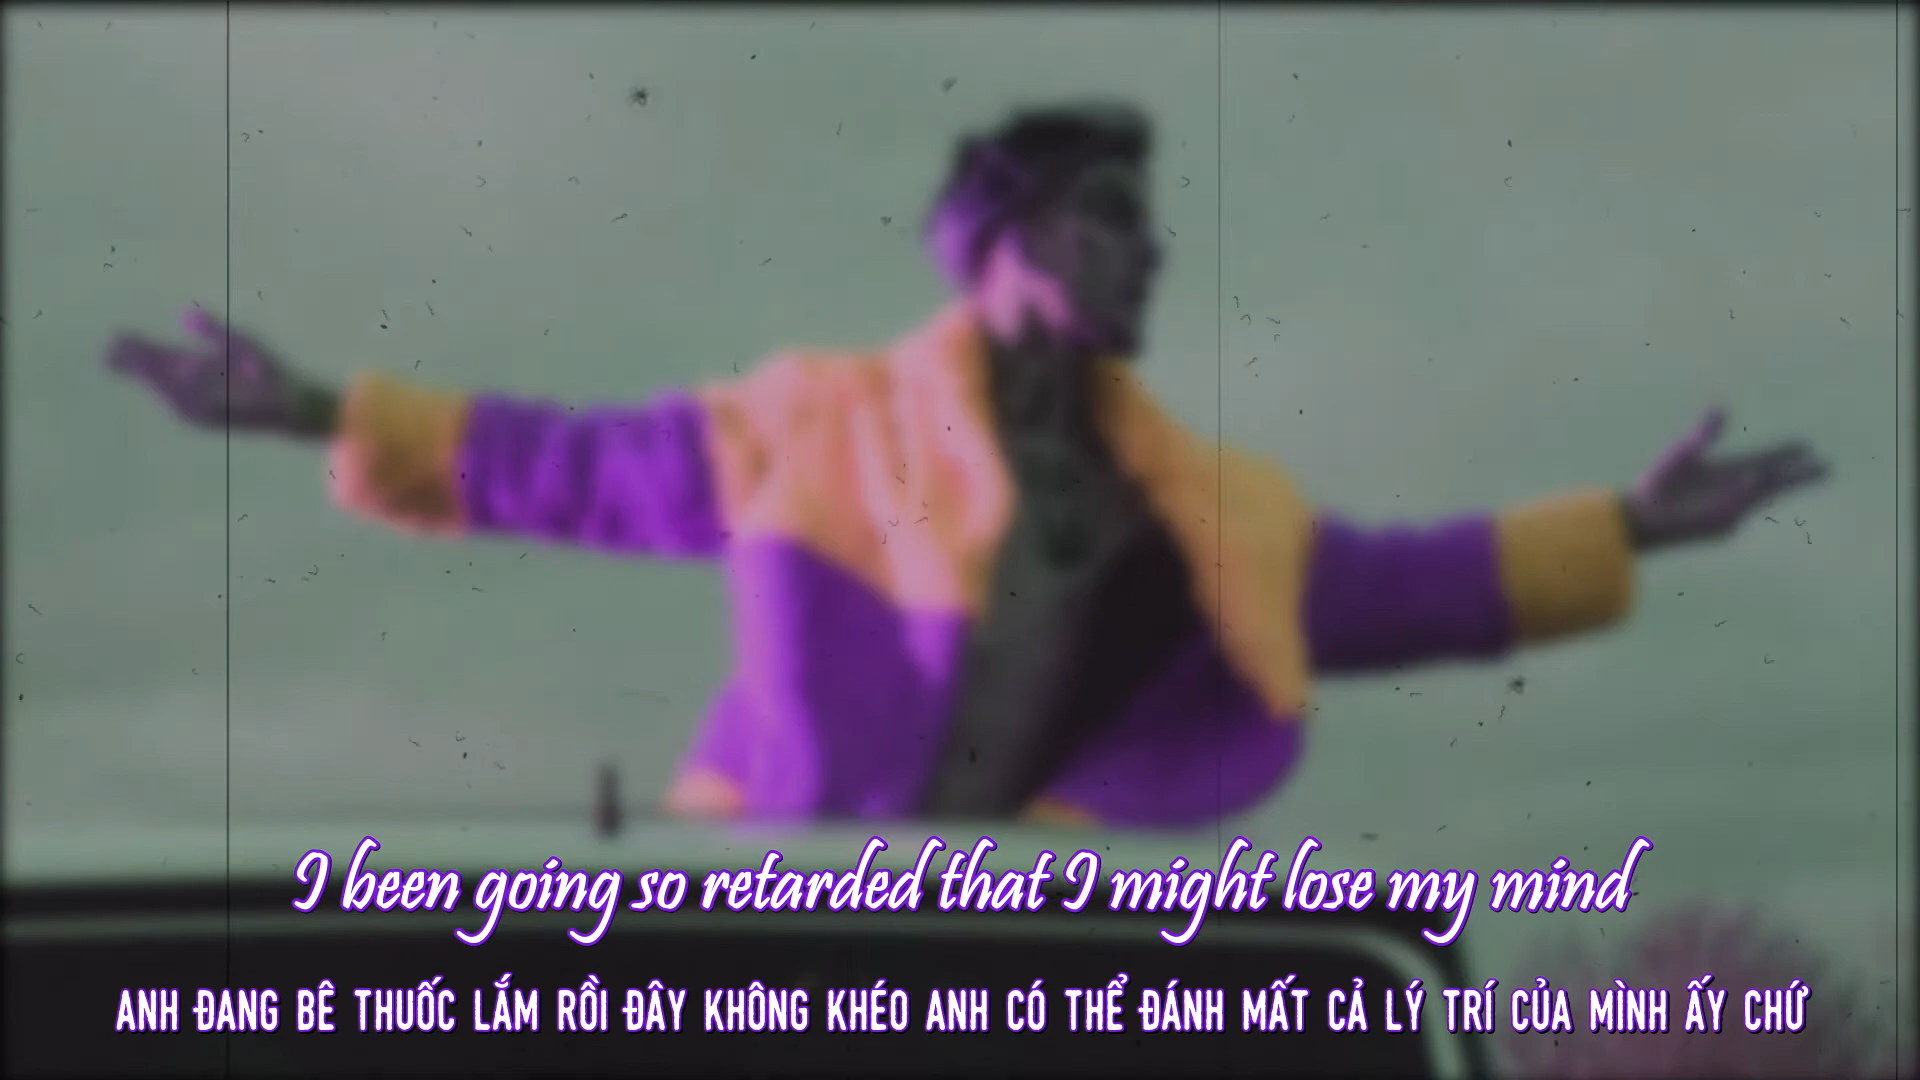 I been going so retarded that I might lose my mind
ANH ĐANG BÊ THUỐC LẮM RỒI ĐÂY KHÔNG KHÉO ANH CÓ THỂ ĐÁNH MẤT CẢ LÝ TRÍ CỦA MÌNH ẤY CHỨ